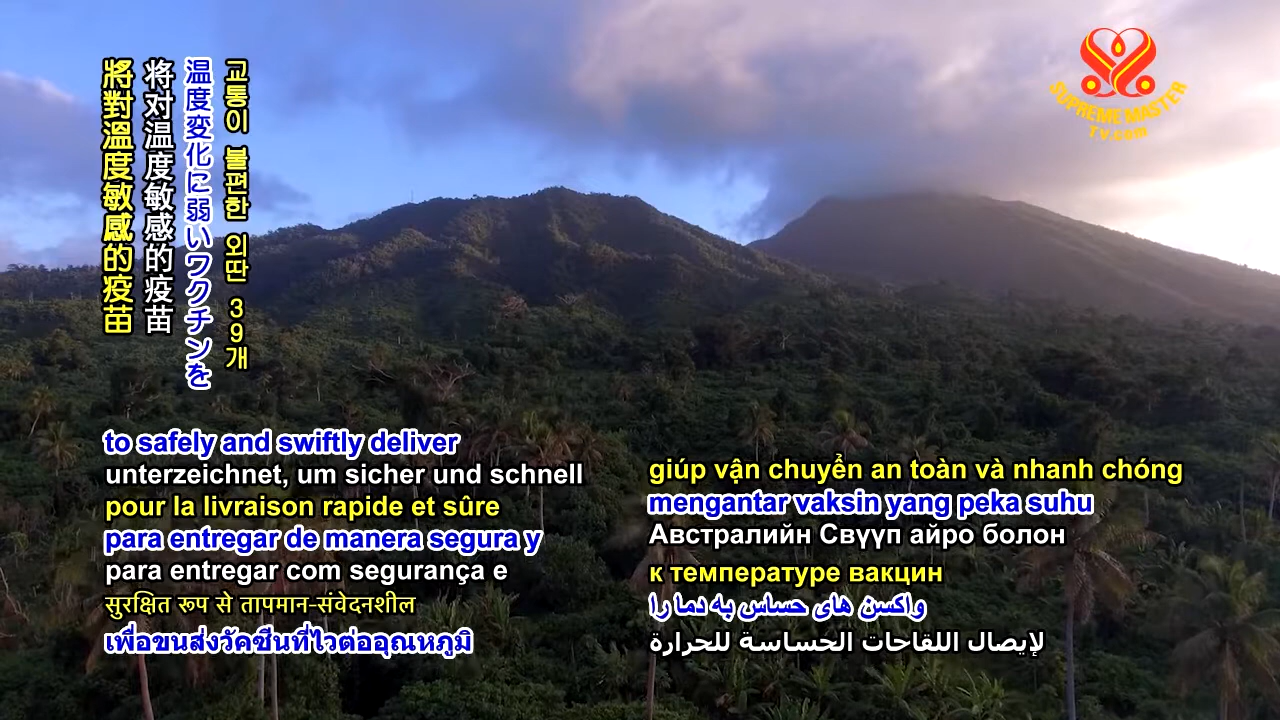 將對溫度敏感的疫苗
将对温度敏感的疫苗
温度変化に弱いワクチンを
고통이 불편한 외딴 39개
SUPREME MASTER
TV.com
to safely and swiftly deliver
unterzeichnet, um sicher und schnell
pour la livraison rapide et sûre
para entregar de manera segura y
para entregar com segurança e
सुरक्षित रूप से तापमान-संवेदनशील
เพื่อขนส่งวัคซีนที่ไวต่ออุณหภูมิ
giúp vận chuyển an toàn và nhanh chóng
mengantar vaksin yang peka suhu
Австралийн Свүүп айро болон
к температуре вакцин
واکسن های حساس به دما را
لإيصال اللقاحات الحساسة للحرارة